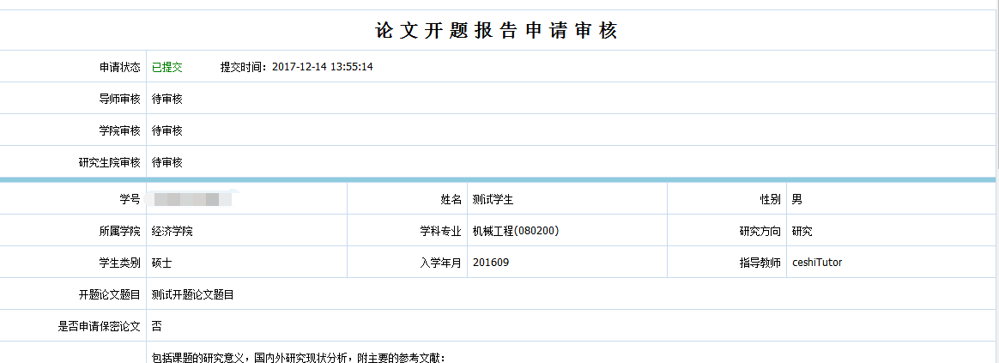 论文开题报告申请审核
申请状态 已提交 提交时间：2017-12-14 13:55:14
导师审核 待审核
学院审核 待审核
研究生院审核 待审核
学号 姓名 测试学生 性别 男
所属学院 经济学院 学科专业 机械工程(080200) 研究方向 研究
学生类别 硕士 入学年月 201609 指导教师 ceshiTutor
开题论文题目 测试开题论文题目
是否申请保密论文 否
包括课题的研究意义，国内外研究现状分析，附主要的参考文献：